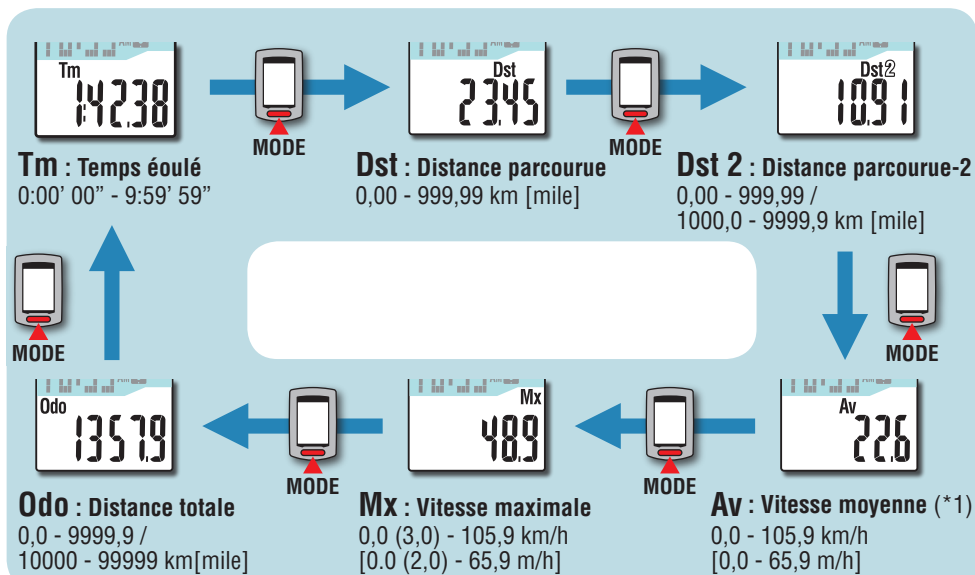 Tm
1:42.38
MODE
Dst
23.45
MODE
Dst2
10.91
Tm : Temps éoulé
0:00’ 00” - 9:59’ 59”
Dst : Distance parcourue
0,00 - 999,99 km [mile]
Dst 2 : Distance parcourue-2
0,00 - 999,99 /
1000,0 - 9999,9 km [mile]
MODE
MODE
Odo
1357.9
MODE
Mx
48.9
MODE
Av
22.6
Odo : Distance totale
0,0 - 9999,9 /
10000 - 99999 km[mile]
Mx : Vitesse maximale
0,0 (3,0) - 105,9 km/h
[0.0 (2,0) - 65,9 m/h]
Av : Vitesse moyenne (*1)
0,0 - 105,9 km/h
[0,0 - 65,9 m/h]